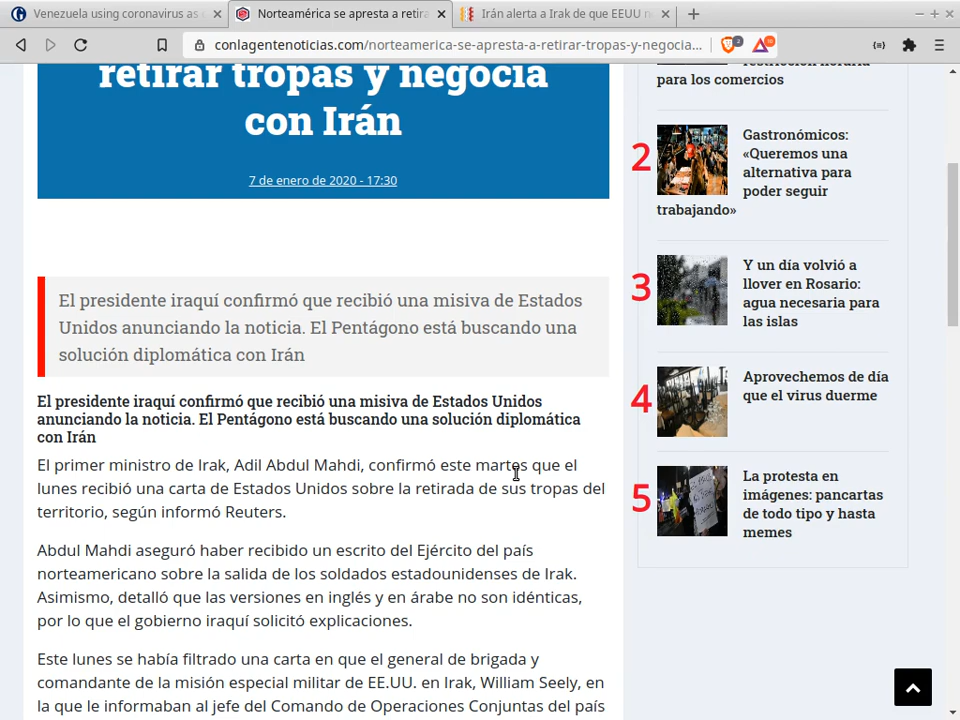 Venezuela using coronavirus as
Norteamérica se apresta a retira
Irán alerta a Irak de que EEUU n
conlagentenoticias.com/norteamerica-se-apresta-a-retirar-tropas-y-negocia...
2
retirar tropas y negocia
con Irán
7 de enero de 2020 - 17:30
El presidente iraquí confirmó que recibió una misiva de Estados
Unidos anunciando la noticia. El Pentágono está buscando una
solución diplomática con Irán
El presidente iraquí confirmó que recibió una misiva de Estados Unidos
anunciando la noticia. El Pentágono está buscando una solución diplomática
con Irán
El primer ministro de Irak, Adil Abdul Mahdi, confirmó este martes que el
lunes recibió una carta de Estados Unidos sobre la retirada de sus tropas del
territorio, según informó Reuters.
Abdul Mahdi aseguró haber recibido un escrito del Ejército del país
norteamericano sobre la salida de los soldados estadounidenses de Irak.
Asimismo, detalló que las versiones en inglés y en árabe no son idénticas,
por lo que el gobierno iraquí solicitó explicaciones.
Este lunes se había filtrado una carta en que el general de brigada y
comandante de la misión especial militar de EE.UU. en Irak, William Seely, en
la que le informaban al jefe del Comando de Operaciones Conjuntas del país
para los comercios
2
Gastronómicos:
«Queremos una
alternativa para
poder seguir
trabajando»
3
Y un día volvió a
llover en Rosario:
agua necesaria para
las islas
4
Aprovechemos de día
que el virus duerme
5
La protesta en
imágenes: pancartas
de todo tipo y hasta
memes